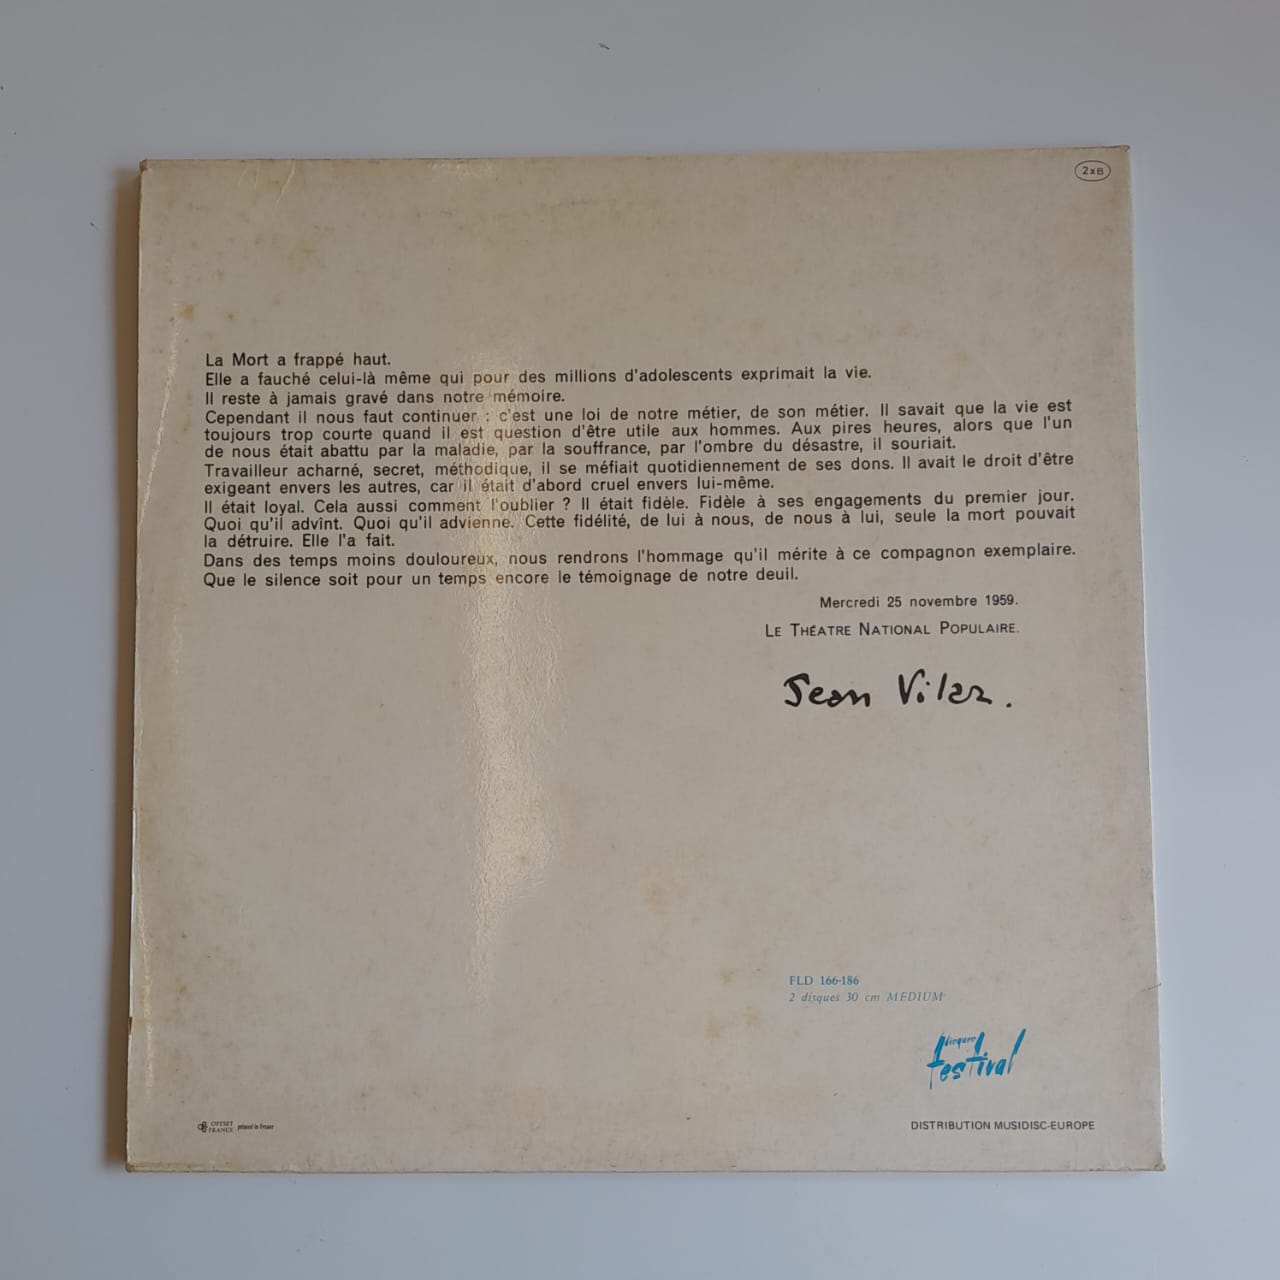 2xB
La Mort a frappé haut.
Elle a fauché celui-là même qui pour des millions d'adolescents exprimait la vie.
Il reste à jamais gravé dans notre mémoire.
Cependant il nous faut continuer : c'est une loi de notre métier, de son métier. Il savait que la vie est
toujours trop courte quand il est question d'être utile aux hommes. Aux pires heures, alors que l'un
de nous était abattu par la maladie, par la souffrance, par l'ombre du désastre, il souriait.
Travailleur acharné, secret, méthodique, il se méfiait quotidiennement de ses dons. Il avait le droit d'être
exigeant envers les autres, car il était d'abord cruel envers lui-même.
Il était loyal. Cela aussi comment l'oublier ? Il était fidèle. Fidèle à ses engagements du premier jour.
Quoi qu'il advînt. Quoi qu'il advienne. Cette fidélité, de lui à nous, de nous à lui, seule la mort pouvait
la détruire. Elle l'a fait.
Dans des temps moins douloureux, nous rendrons l'hommage qu'il mérite à ce compagnon exemplaire.
Que le silence soit pour un temps encore le témoignage de notre deuil.
Mercredi 25 novembre 1959.
LE THÉATRE NATIONAL POPULAIRE.
Jean Vilar.
FLD 166-186
2 disques 30 cm MEDIUM
disques
festival
OFFSET
FRANCE printed in France
DISTRIBUTION MUSIDISC-EUROPE